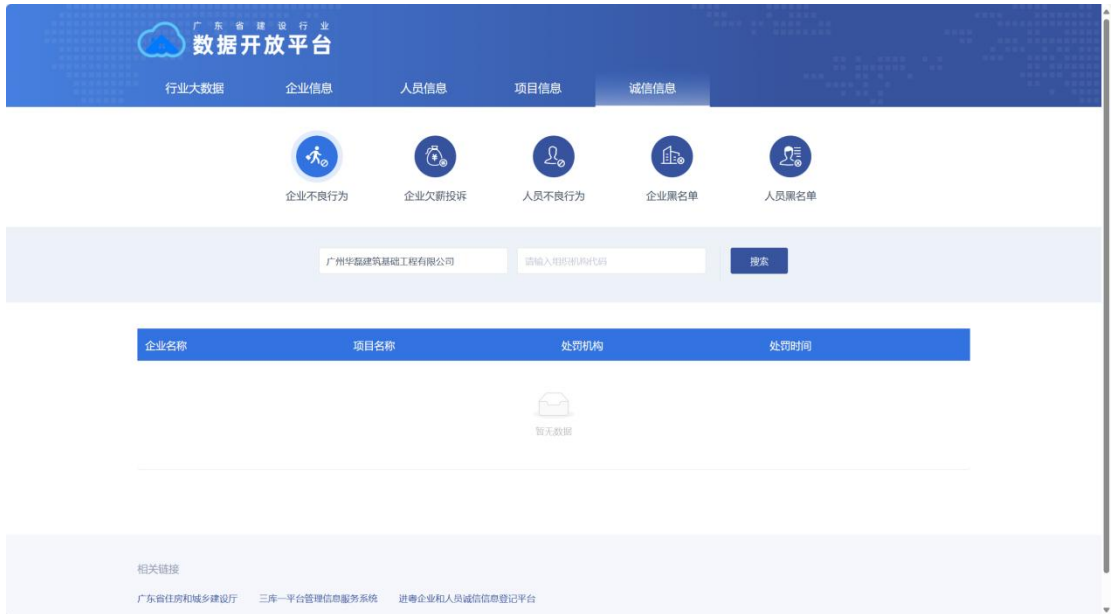 广东省建设行业
数据开放平台
行业大数据 企业信息 人员信息 项目信息 诚信信息
企业不良行为 企业欠薪投诉 人员不良行为 企业黑名单 人员黑名单
广州华磊建筑基础工程有限公司 请输入组织机构代码 搜索
企业名称 项目名称 处罚机构 处罚时间
暂无数据
相关链接
广东省住房和城乡建设厅 三库一平台管理信息服务系统 进粤企业和人员诚信信息登记平台